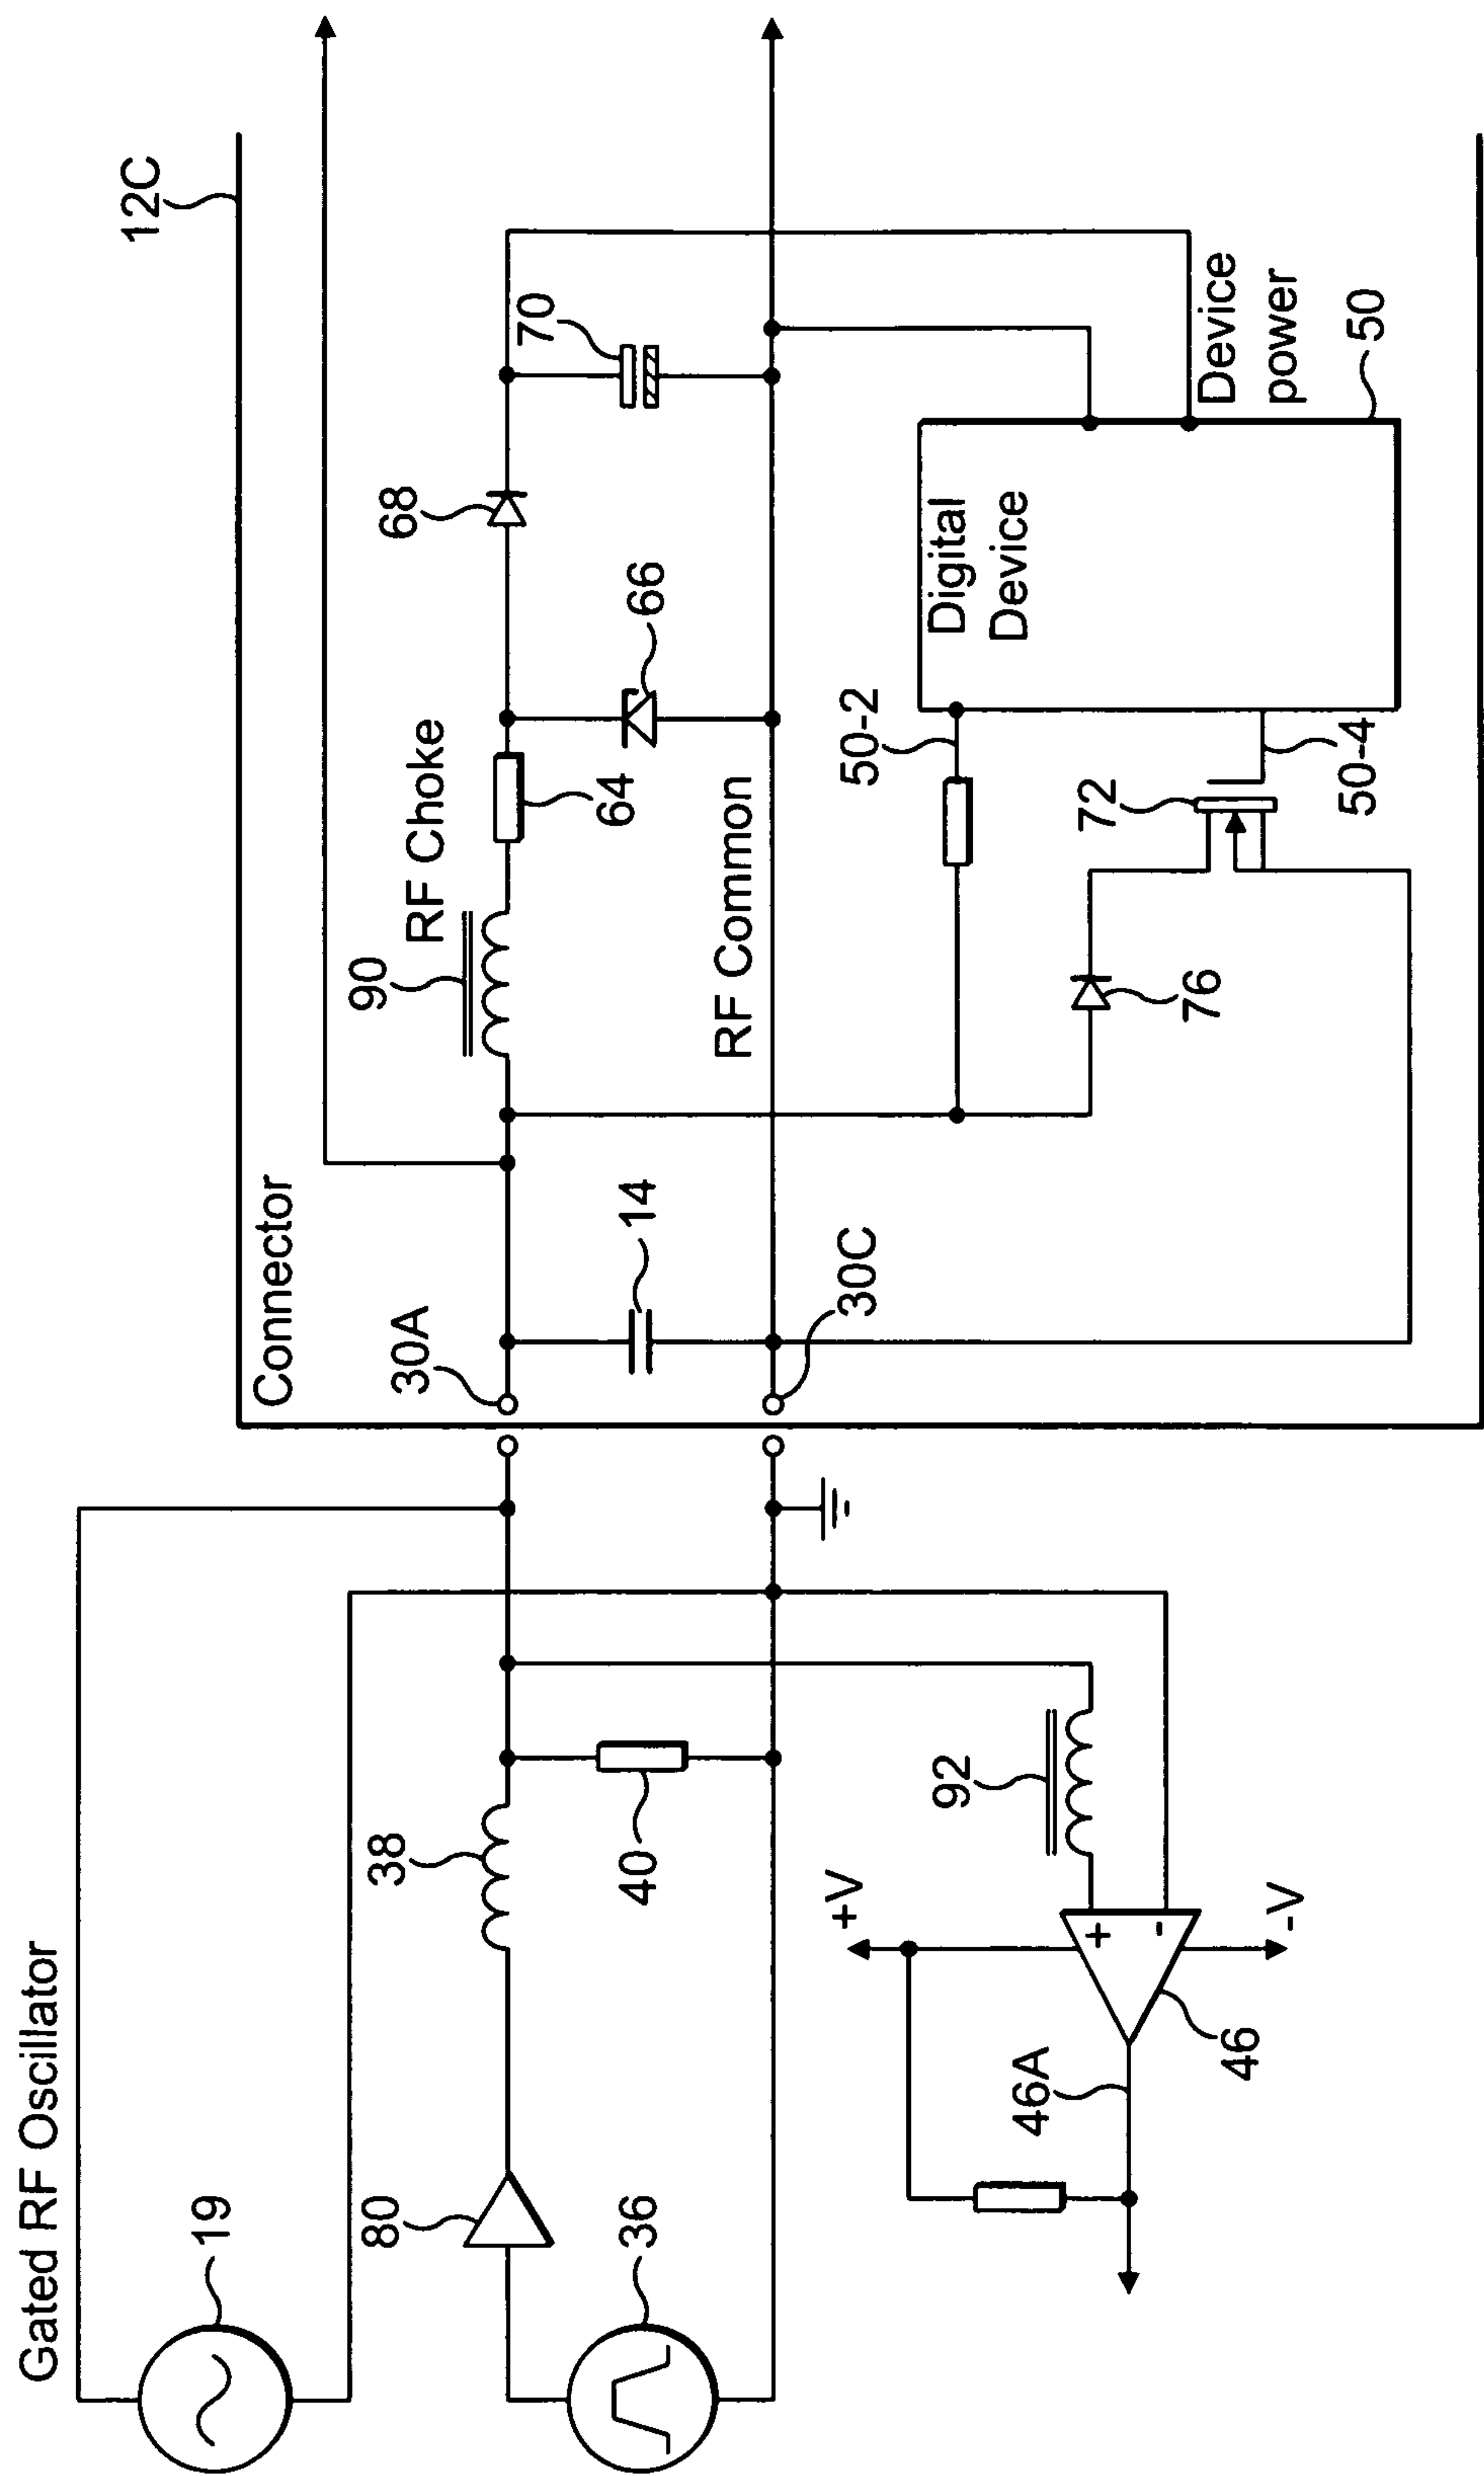 Gated RF Oscillator
19
80
38
36
40
+V
92
+
-
-V
46A
46
12C
Connector
30A
14
30C
90
RF Choke
64
66
68
70
RF Common
50-2
Digital
Device
Device
power
50
72
50-4
76